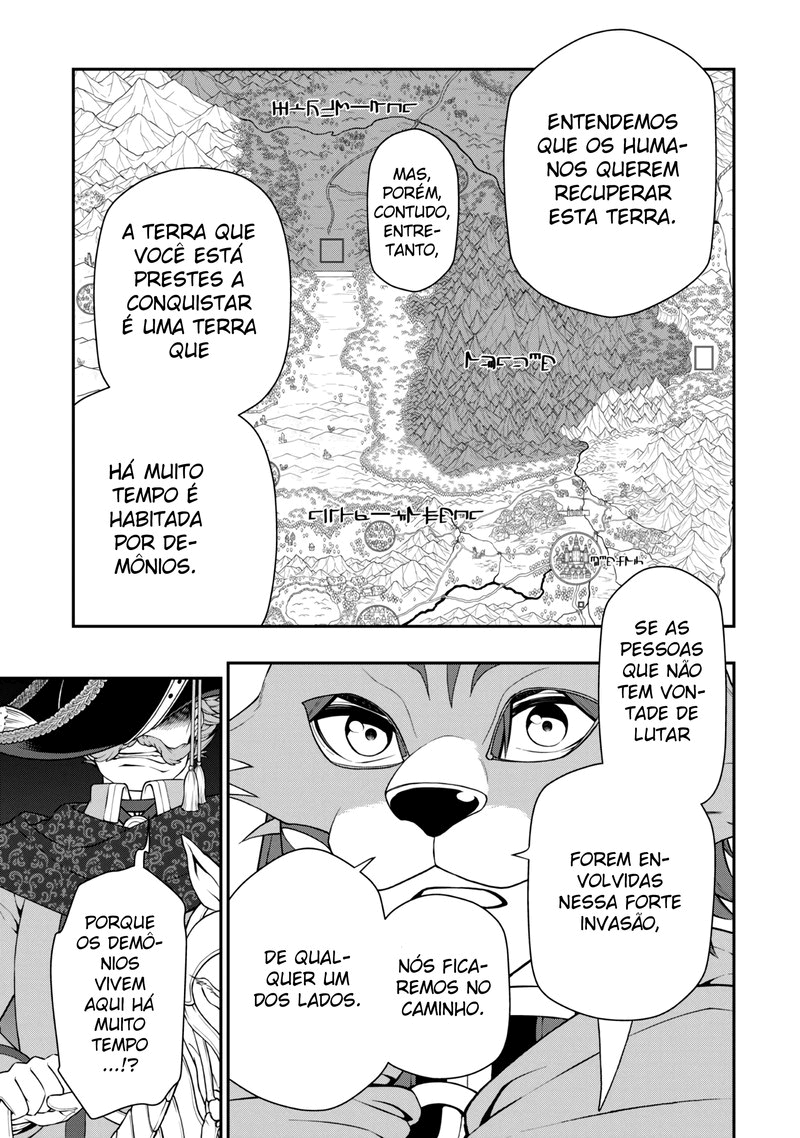 ENTENDEMOS
QUE OS HUMA-
NOS QUEREM
RECUPERAR
ESTA TERRA.
MAS,
PORÉM,
CONTUDO,
ENTRE-
TANTO,
A TERRA QUE
VOCÊ ESTÁ
PRESTES A
CONQUISTAR
É UMA TERRA
QUE
HÁ MUITO
TEMPO É
HABITADA
POR DE-
MÔNIOS.
SE AS
PESSOAS
QUE NÃO
TEM VON-
TADE DE
LUTAR
FOREM EN-
VOLVIDAS
NESSA FORTE
INVASÃO,
NÓS FICA-
REMOS NO
CAMINHO.
DE QUAL-
QUER UM
DOS LADOS.
PORQUE
OS DEMÔ-
NIOS
VIVEM
AQUI HÁ
MUITO
TEMPO
...!?